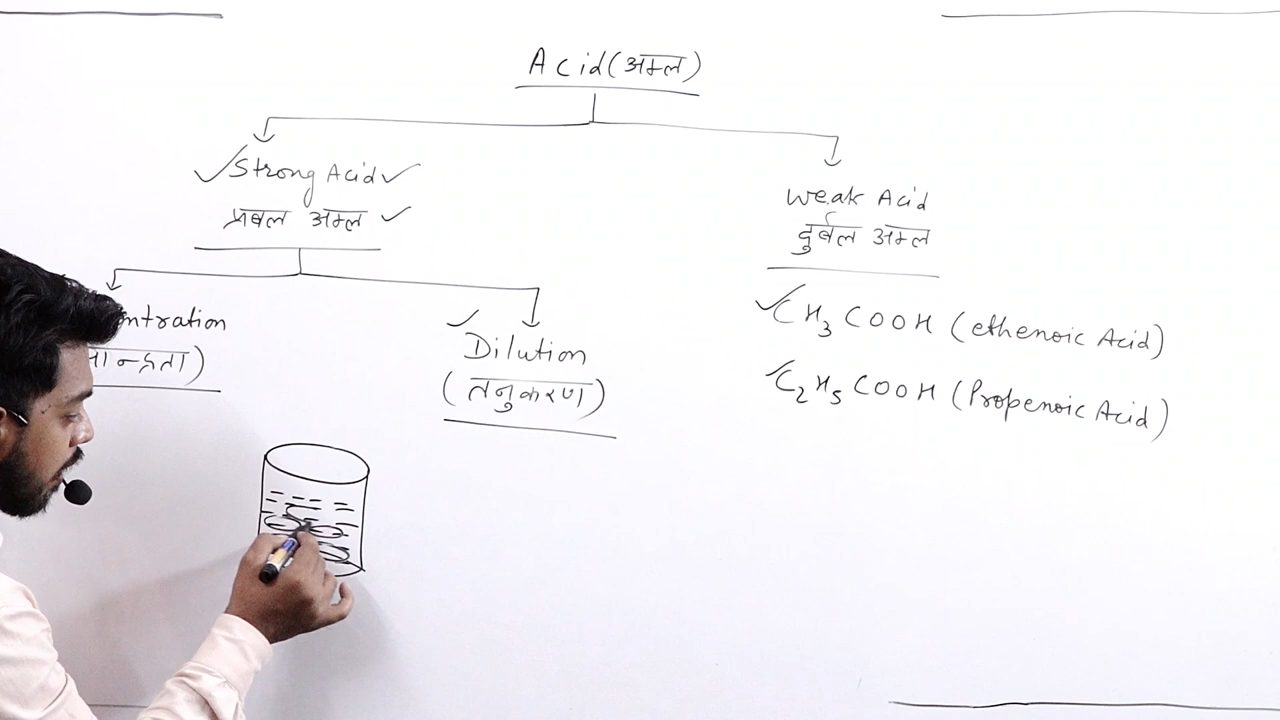 Acid (अम्ल)
Strong Acid
प्रबल अम्ल
Weak Acid
दुर्बल अम्ल
Dilution
(तनुकरण)
CH3COOH (ethenoic Acid)
C2H5COOH (Propenoic Acid)